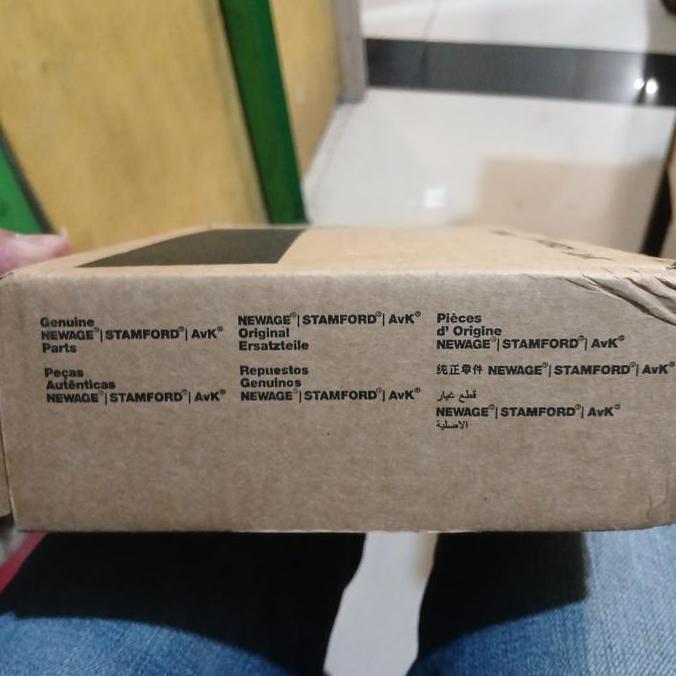 Genuine
NEWAGE®|STAMFORD®|AvK®
Parts
Peças
Autênticas
NEWAGE®|STAMFORD®|AvK®
NEWAGE®|STAMFORD®|AvK®
Original
Ersatzteile
Repuestos
Genuinos
NEWAGE®|STAMFORD®|AvK®
Pièces
d' Origine
NEWAGE®|STAMFORD®|AvK®
纯正零件 NEWAGE®|STAMFORD®|AvK®
قطع غيار
NEWAGE®|STAMFORD®|AvK®
الاصلية